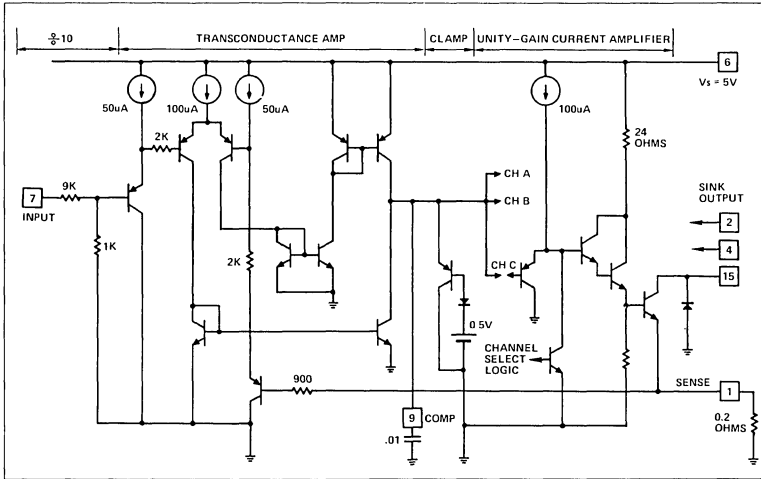 ÷10
TRANSCONDUCTANCE AMP
CLAMP
UNITY-GAIN CURRENT AMPLIFIER
6
Vs = 5V
50uA
100uA
50uA
100uA
24
OHMS
2K
7
INPUT
9K
1K
2K
CH A
CH B
CH C
SINK
OUTPUT
2
4
15
0 5V
CHANNEL
SELECT
LOGIC
900
SENSE
1
9
COMP
.01
0.2
OHMS